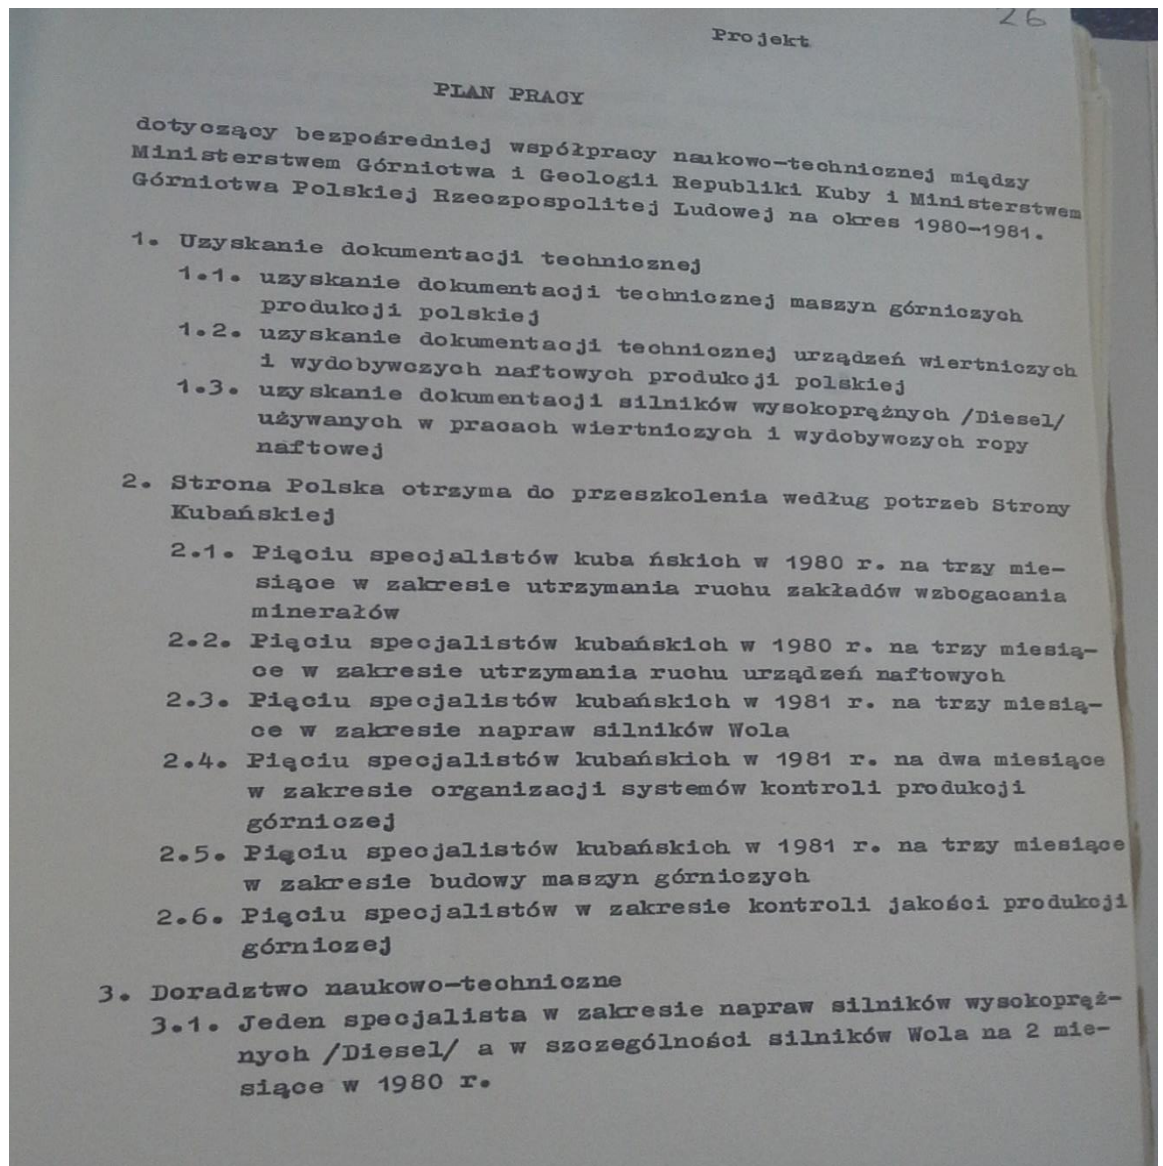 26
Projekt
PLAN PRACY
dotyczący bezpośredniej współpracy naukowo-technicznej między
Ministerstwem Górnictwa i Geologii Republiki Kuby i Ministerstwem
Górnictwa Polskiej Rzeczpospolitej Ludowej na okres 1980-1981.
1. Uzyskanie dokumentacji technicznej
1.1. uzyskanie dokumentacji technicznej maszyn górniczych
produkcji polskiej
1.2. uzyskanie dokumentacji technicznej urządzeń wiertniczych
i wydobywczych naftowych produkcji polskiej
1.3. uzyskanie dokumentacji silników wysokoprężnych /Diesel/
używanych w pracach wiertniczych i wydobywczych ropy
naftowej
2. Strona Polska otrzyma do przeszkolenia według potrzeb Strony
Kubańskiej
2.1. Pięciu specjalistów kuba ńskich w 1980 r. na trzy mie-
siące w zakresie utrzymania ruchu zakładów wzbogacania
minerałów
2.2. Pięciu specjalistów kubańskich w 1980 r. na trzy miesią-
ce w zakresie utrzymania ruchu urządzeń naftowych
2.3. Pięciu specjalistów kubańskich w 1981 r. na trzy miesią-
ce w zakresie napraw silników Wola
2.4. Pięciu specjalistów kubańskich w 1981 r. na dwa miesiące
w zakresie organizacji systemów kontroli produkcji
górniczej
2.5. Pięciu specjalistów kubańskich w 1981 r. na trzy miesiące
w zakresie budowy maszyn górniczych
2.6. Pięciu specjalistów w zakresie kontroli jakości produkcji
górniczej
3. Doradztwo naukowo-techniczne
3.1. Jeden specjalista w zakresie napraw silników wysokopręż-
nych /Diesel/ a w szczególności silników Wola na 2 mie-
siące w 1980 r.